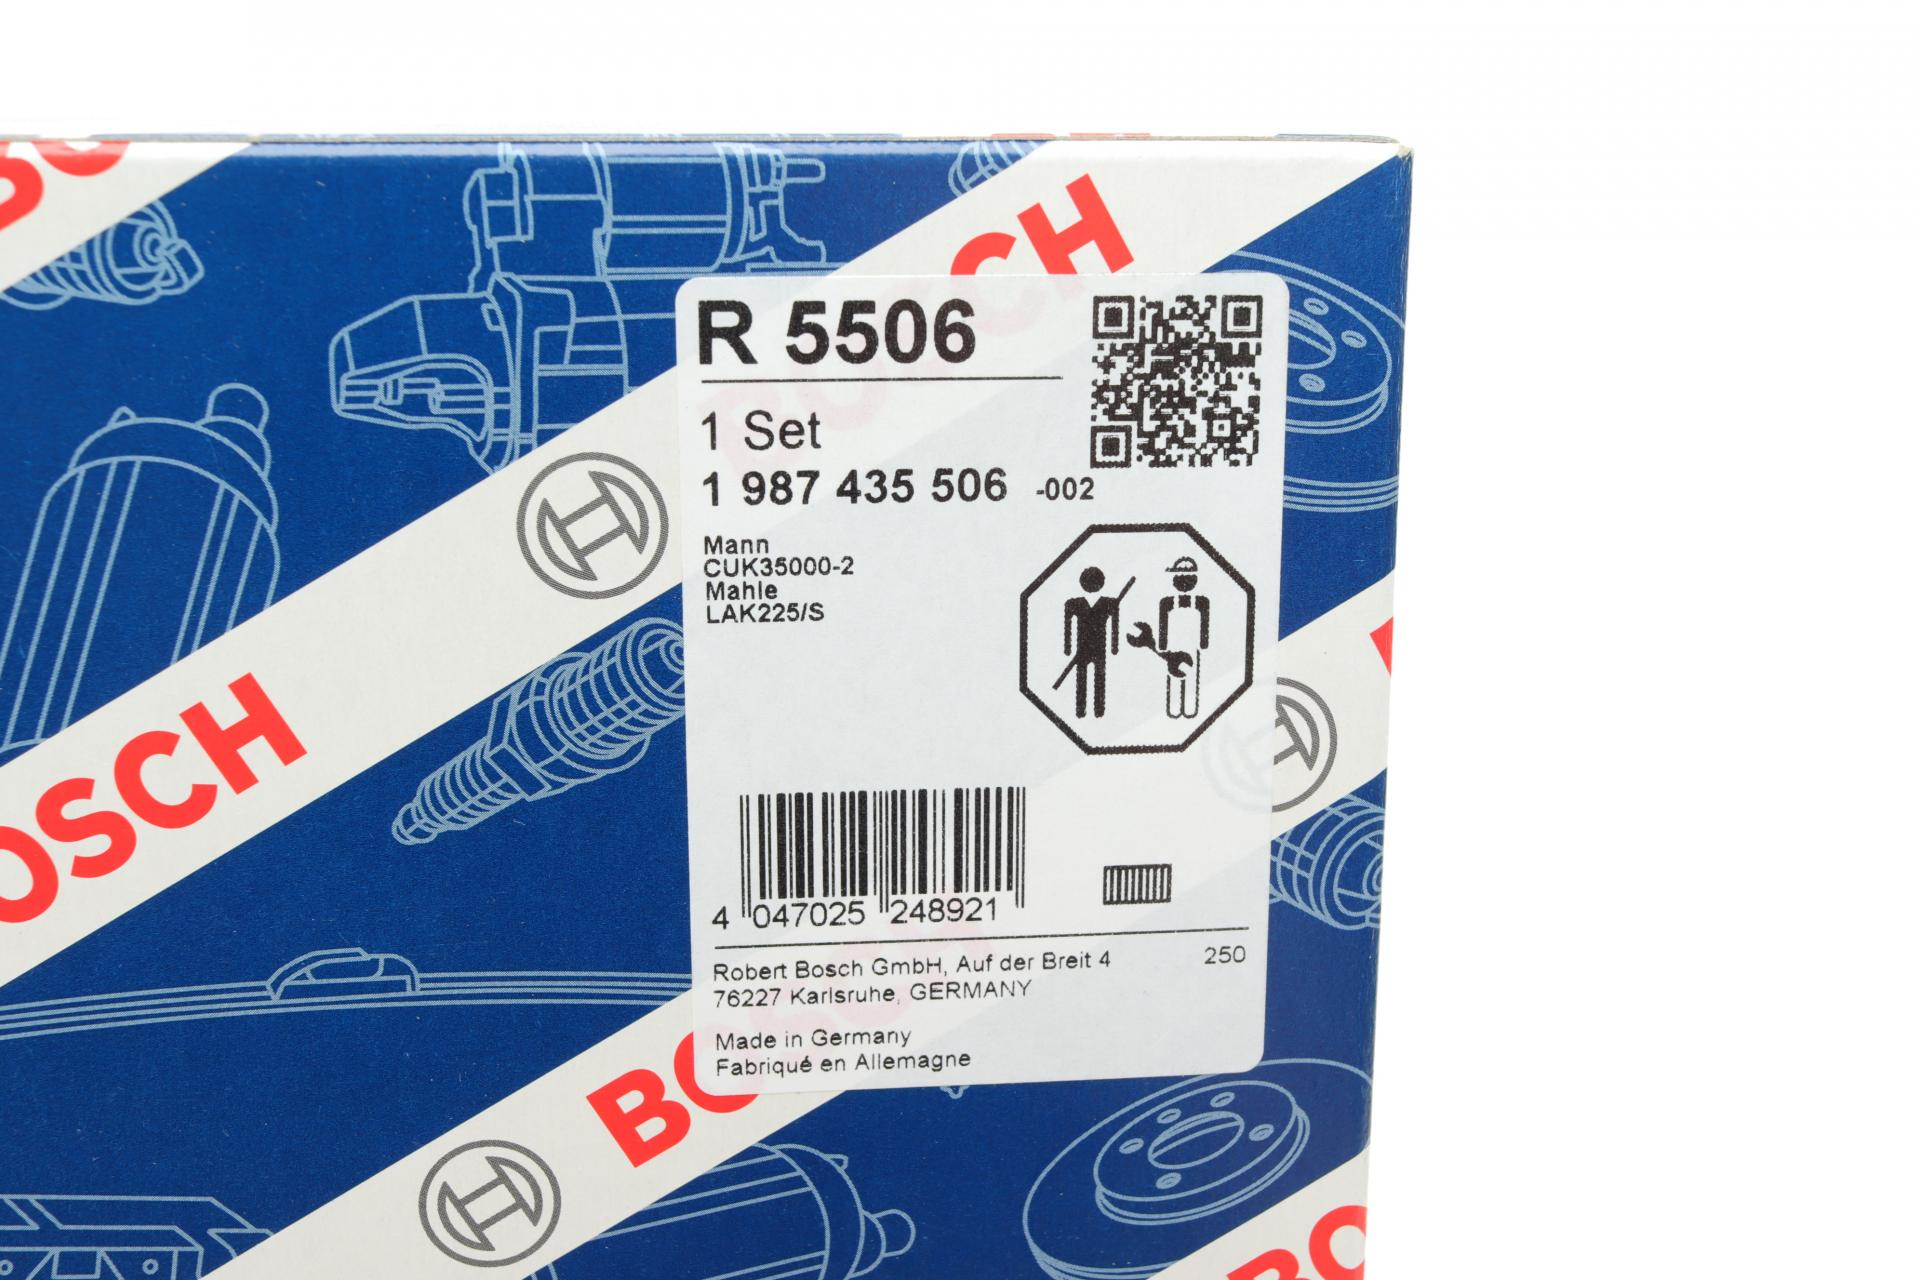 BOSCH
R 5506
1 Set
1 987 435 506 -002
Mann
CUK35000-2
Mahle
LAK225/S
BOSCH
4 047025 248921
Robert Bosch GmbH, Auf der Breit 4 250
76227 Karlsruhe, GERMANY
Made in Germany
Fabriqué en Allemagne
BOSCH
BO